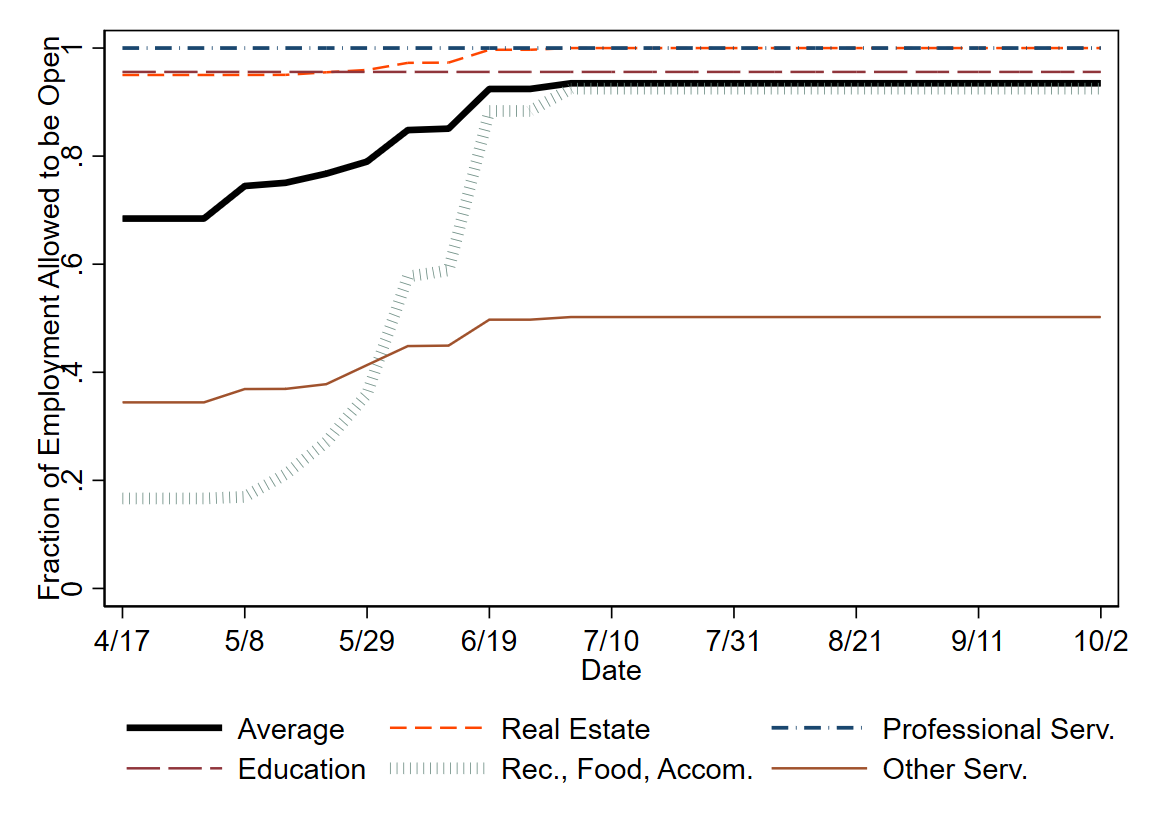 Fraction of Employment Allowed to be Open
1
.8
.6
.4
.2
0
4/17 5/8 5/29 6/19 7/10 7/31 8/21 9/11 10/2
Date
Average Real Estate Professional Serv.
Education Rec., Food, Accom. Other Serv.